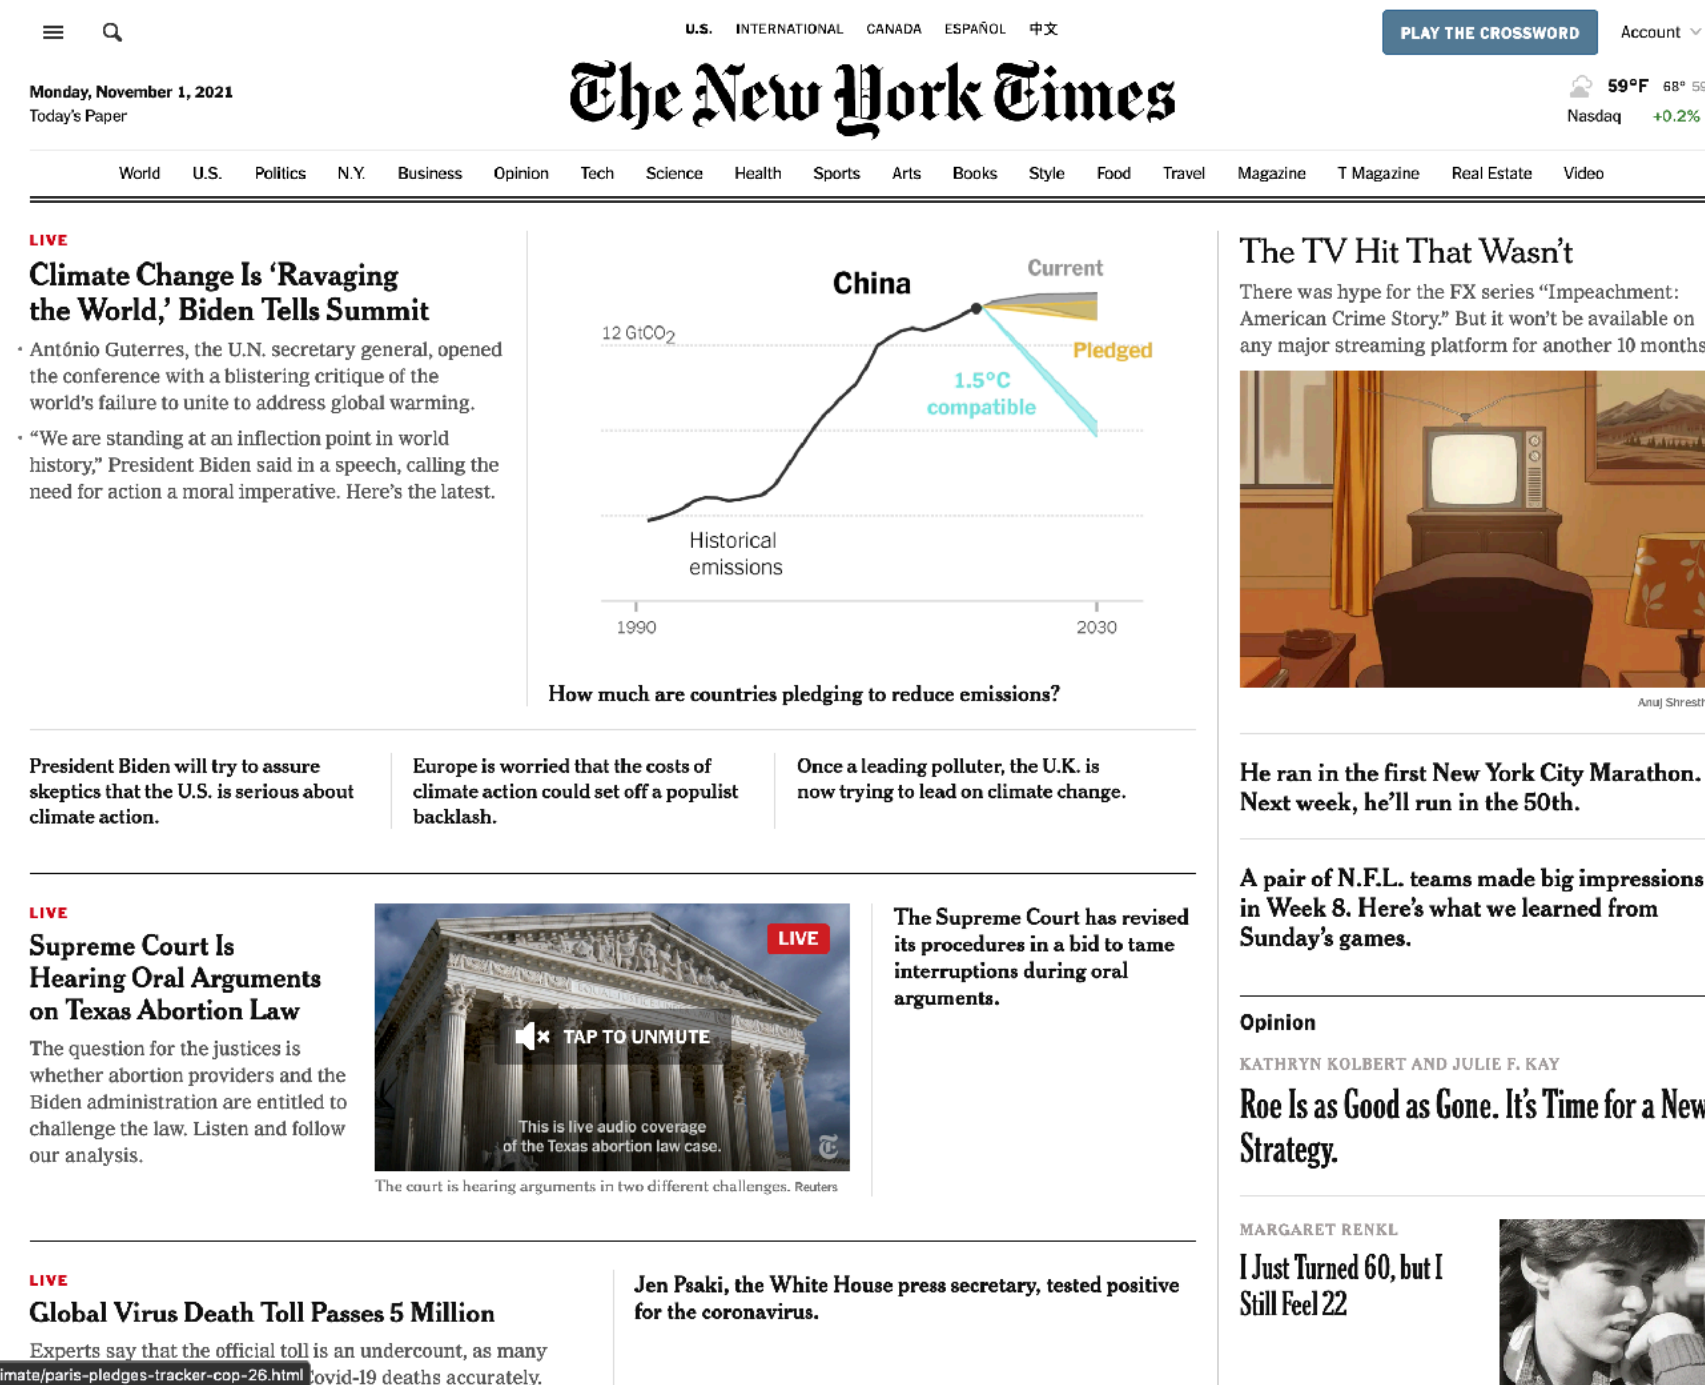 U.S. INTERNATIONAL CANADA ESPAÑOL 中文
PLAY THE CROSSWORD
Account
Monday, November 1, 2021
Today's Paper
The New York Times
59°F 68° 59
Nasdaq +0.2%
World U.S. Politics N.Y. Business Opinion Tech Science Health Sports Arts Books Style Food Travel Magazine T Magazine Real Estate Video
LIVE
Climate Change Is ‘Ravaging
the World,’ Biden Tells Summit
• António Guterres, the U.N. secretary general, opened
the conference with a blistering critique of the
world's failure to unite to address global warming.
• “We are standing at an inflection point in world
history,” President Biden said in a speech, calling the
need for action a moral imperative. Here's the latest.
China
Current
12 GtCO₂
Pledged
1.5°C
compatible
Historical
emissions
1990
2030
How much are countries pledging to reduce emissions?
President Biden will try to assure
skeptics that the U.S. is serious about
climate action.
Europe is worried that the costs of
climate action could set off a populist
backlash.
Once a leading polluter, the U.K. is
now trying to lead on climate change.
LIVE
Supreme Court Is
Hearing Oral Arguments
on Texas Abortion Law
The question for the justices is
whether abortion providers and the
Biden administration are entitled to
challenge the law. Listen and follow
our analysis.
LIVE
EQUAL JUSTICE
TAP TO UNMUTE
This is live audio coverage
of the Texas abortion law case.
The court is hearing arguments in two different challenges. Reuters
The Supreme Court has revised
its procedures in a bid to tame
interruptions during oral
arguments.
LIVE
Global Virus Death Toll Passes 5 Million
Experts say that the official toll is an undercount, as many
Covid-19 deaths accurately.
imate/paris-pledges-tracker-cop-26.html
Jen Psaki, the White House press secretary, tested positive
for the coronavirus.
The TV Hit That Wasn't
There was hype for the FX series “Impeachment:
American Crime Story.” But it won't be available on
any major streaming platform for another 10 months
Anuj Shresth
He ran in the first New York City Marathon.
Next week, he'll run in the 50th.
A pair of N.F.L. teams made big impressions
in Week 8. Here's what we learned from
Sunday's games.
Opinion
KATHRYN KOLBERT AND JULIE F. KAY
Roe Is as Good as Gone. It's Time for a New
Strategy.
MARGARET RENKL
I Just Turned 60, but I
Still Feel 22